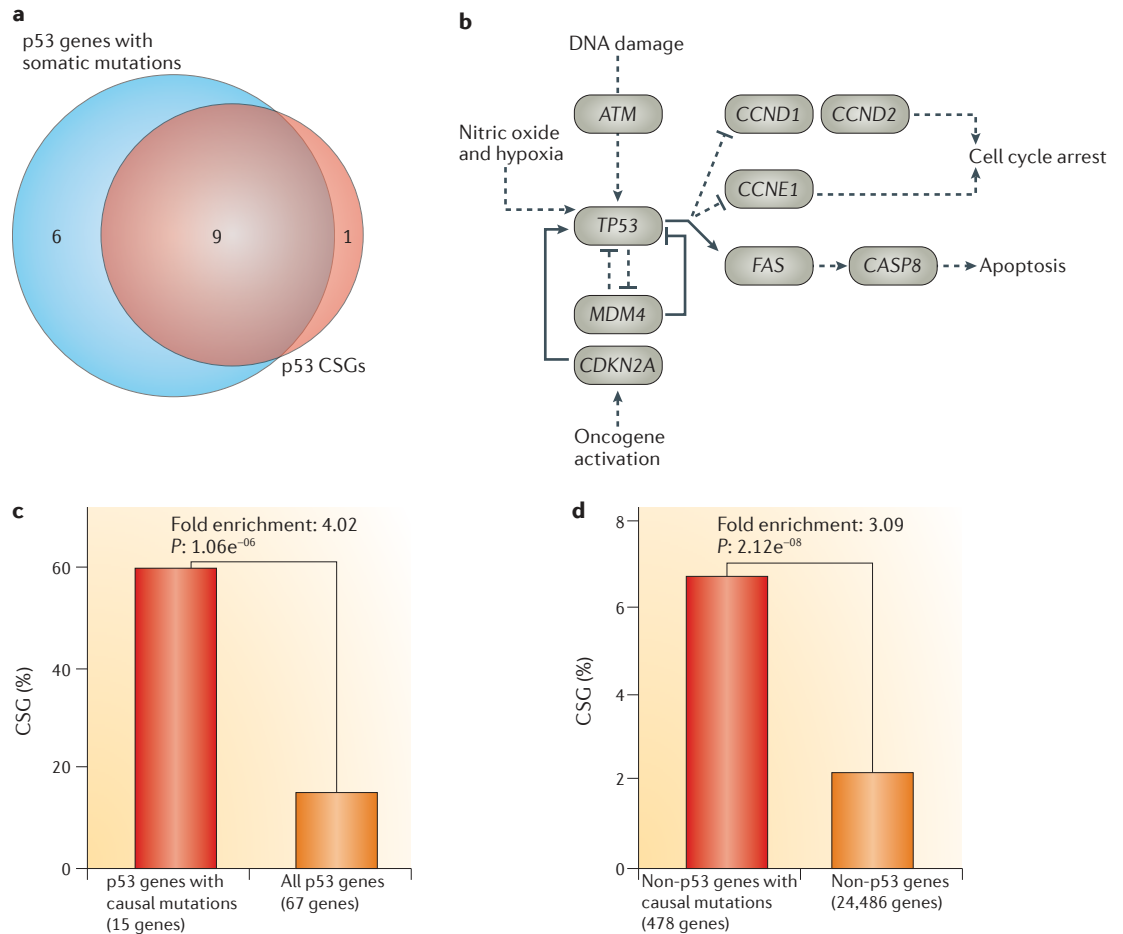 a
p53 genes with
somatic mutations
6
9
1
p53 CSGs
b
DNA damage
ATM
Nitric oxide
and hypoxia
TP53
MDM4
CDKN2A
Oncogene
activation
CCND1
CCND2
CCNE1
Cell cycle arrest
FAS
CASP8
Apoptosis
c
Fold enrichment: 4.02
P: 1.06e⁻⁰⁶
CSG (%)
60
40
20
0
p53 genes with
causal mutations
(15 genes)
All p53 genes
(67 genes)
d
Fold enrichment: 3.09
P: 2.12e⁻⁰⁸
CSG (%)
8
6
4
2
0
Non-p53 genes with
causal mutations
(478 genes)
Non-p53 genes
(24,486 genes)